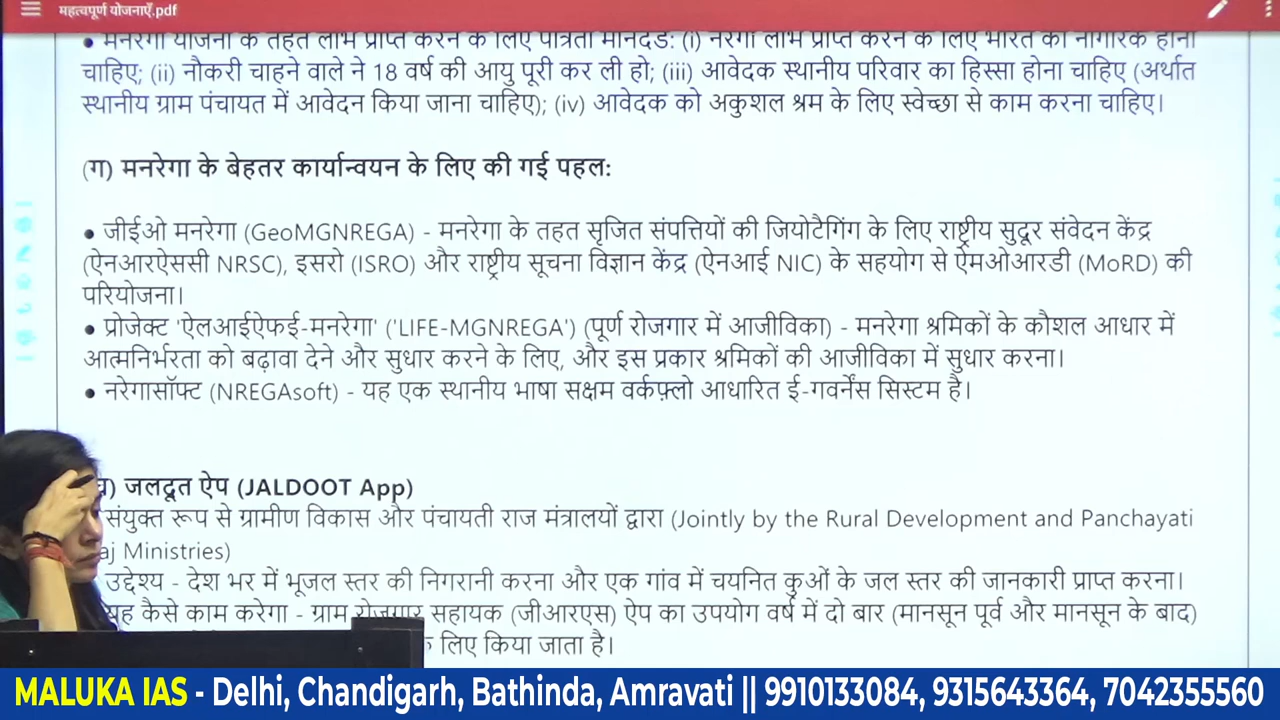 महत्वपूर्ण योजनाएँ.pdf
• मनरेगा योजना के तहत लाभ प्राप्त करने के लिए पात्रता मानदंड: (i) नरेगा लाभ प्राप्त करने के लिए भारत का नागरिक होना
चाहिए; (ii) नौकरी चाहने वाले ने 18 वर्ष की आयु पूरी कर ली हो; (iii) आवेदक स्थानीय परिवार का हिस्सा होना चाहिए (अर्थात
स्थानीय ग्राम पंचायत में आवेदन किया जाना चाहिए); (iv) आवेदक को अकुशल श्रम के लिए स्वेच्छा से काम करना चाहिए।
(ग) मनरेगा के बेहतर कार्यान्वयन के लिए की गई पहल:
• जीईओ मनरेगा (GeoMGNREGA) - मनरेगा के तहत सृजित संपत्तियों की जियोटैगिंग के लिए राष्ट्रीय सुदूर संवेदन केंद्र
(ऐनआरऐससी NRSC), इसरो (ISRO) और राष्ट्रीय सूचना विज्ञान केंद्र (ऐनआई NIC) के सहयोग से ऐमओआरडी (MoRD) की
परियोजना।
• प्रोजेक्ट 'ऐलआईऐफई-मनरेगा' ('LIFE-MGNREGA') (पूर्ण रोजगार में आजीविका) - मनरेगा श्रमिकों के कौशल आधार में
आत्मनिर्भरता को बढ़ावा देने और सुधार करने के लिए, और इस प्रकार श्रमिकों की आजीविका में सुधार करना।
• नरेगासॉफ्ट (NREGAsoft) - यह एक स्थानीय भाषा सक्षम वर्कफ़्लो आधारित ई-गवर्नेंस सिस्टम है।
) जलदूत ऐप (JALDOOT App)
संयुक्त रूप से ग्रामीण विकास और पंचायती राज मंत्रालयों द्वारा (Jointly by the Rural Development and Panchayati
aj Ministries)
उद्देश्य - देश भर में भूजल स्तर की निगरानी करना और एक गांव में चयनित कुओं के जल स्तर की जानकारी प्राप्त करना।
यह कैसे काम करेगा - ग्राम रोजगार सहायक (जीआरएस) ऐप का उपयोग वर्ष में दो बार (मानसून पूर्व और मानसून के बाद)
लिए किया जाता है।
MALUKA IAS - Delhi, Chandigarh, Bathinda, Amravati || 9910133084, 9315643364, 7042355560